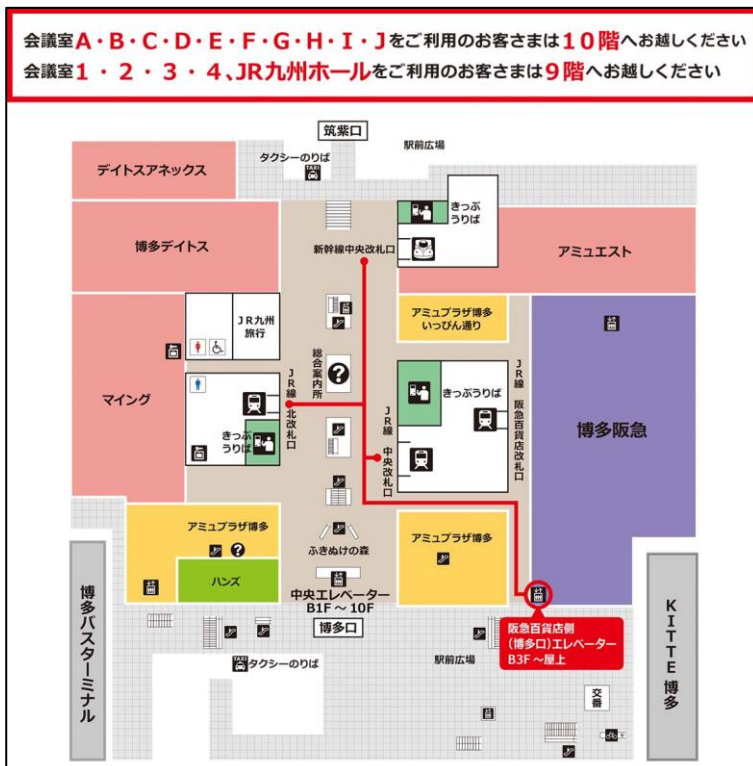 会議室A・B・C・D・E・F・G・H・I・Jをご利用のお客さまは10階へお越しください
会議室1・2・3・4、JR九州ホールをご利用のお客さまは9階へお越しください
筑紫口
タクシーのりば
TAXI
駅前広場
デイトスアネックス
きっぷ
うりば
博多デイトス
新幹線中央改札口
アミュエスト
JR九州
旅行
アミュプラザ博多
いっぴん通り
総合案内所
マイング
JR線 北改札口
きっぷ
うりば
きっぷうりば
JR線 中央改札口
JR線 阪急百貨店改札口
博多阪急
アミュプラザ博多
ハンズ
ふきぬけの森
中央エレベーター
B1F～10F
アミュプラザ博多
博多口
阪急百貨店側
(博多口)エレベーター
B3F～屋上
博多バスターミナル
TAXI
タクシーのりば
駅前広場
交番
KITTE博多